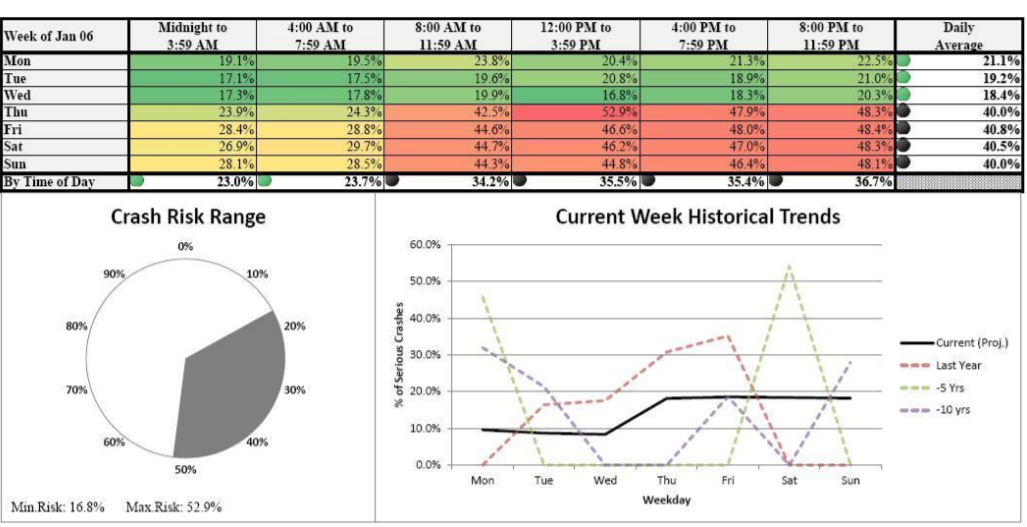 Week of Jan 06 Midnight to 3:59 AM 4:00 AM to 7:59 AM 8:00 AM to 11:59 AM 12:00 PM to 3:59 PM 4:00 PM to 7:59 PM 8:00 PM to 11:59 PM Daily Average
Mon 19.1% 19.5% 23.8% 20.4% 21.3% 22.5% 21.1%
Tue 17.1% 17.5% 19.6% 20.8% 18.9% 21.0% 19.2%
Wed 17.3% 17.8% 19.9% 16.8% 18.3% 20.3% 18.4%
Thu 23.9% 24.3% 42.5% 52.9% 47.9% 48.3% 40.0%
Fri 28.4% 28.8% 44.6% 46.6% 48.0% 48.4% 40.8%
Sat 26.9% 29.7% 44.7% 46.2% 47.0% 48.3% 40.5%
Sun 28.1% 28.5% 44.3% 44.8% 46.4% 48.1% 40.0%
By Time of Day 23.0% 23.7% 34.2% 35.5% 35.4% 36.7%
Crash Risk Range
0%
10%
20%
30%
40%
50%
60%
70%
80%
90%
Min.Risk: 16.8% Max.Risk: 52.9%
Current Week Historical Trends
% of Serious Crashes
60.0%
50.0%
40.0%
30.0%
20.0%
10.0%
0.0%
Mon Tue Wed Thu Fri Sat Sun
Weekday
Current (Proj.)
Last Year
-5 Yrs
-10 yrs